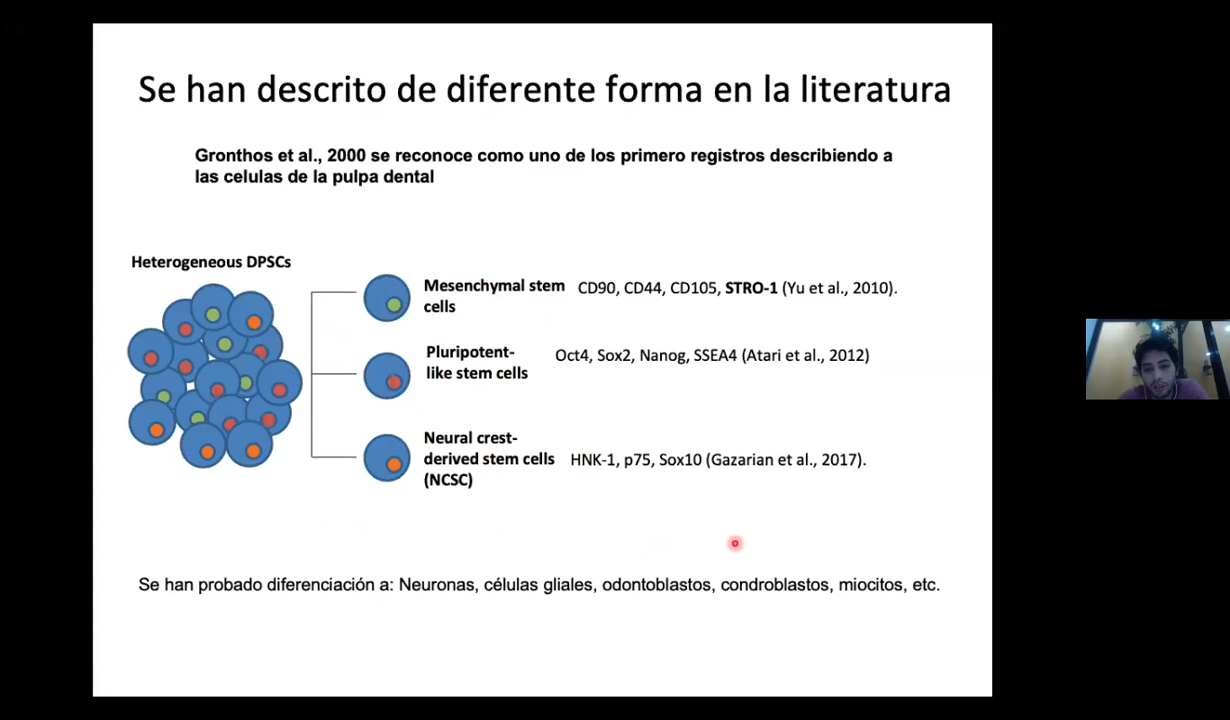 Se han descrito de diferente forma en la literatura
Gronthos et al., 2000 se reconoce como uno de los primero registros describiendo a
las celulas de la pulpa dental
Heterogeneous DPSCs
Mesenchymal stem
cells
CD90, CD44, CD105, STRO-1 (Yu et al., 2010).
Pluripotent-
like stem cells
Oct4, Sox2, Nanog, SSEA4 (Atari et al., 2012)
Neural crest-
derived stem cells
(NCSC)
HNK-1, p75, Sox10 (Gazarian et al., 2017).
Se han probado diferenciación a: Neuronas, células gliales, odontoblastos, condroblastos, miocitos, etc.